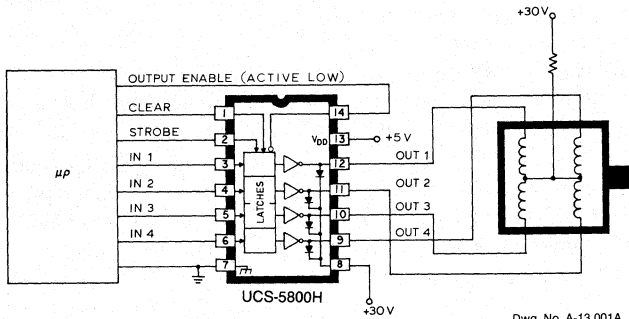 +30V
OUTPUT ENABLE (ACTIVE LOW)
CLEAR
1
14
STROBE
2
VDD
13
+5V
IN 1
3
12
OUT 1
μP
IN 2
4
LATCHES
11
OUT 2
IN 3
5
10
OUT 3
IN 4
6
9
OUT 4
7
8
UCS-5800H
+30V
Dwg. No. A-13,001A